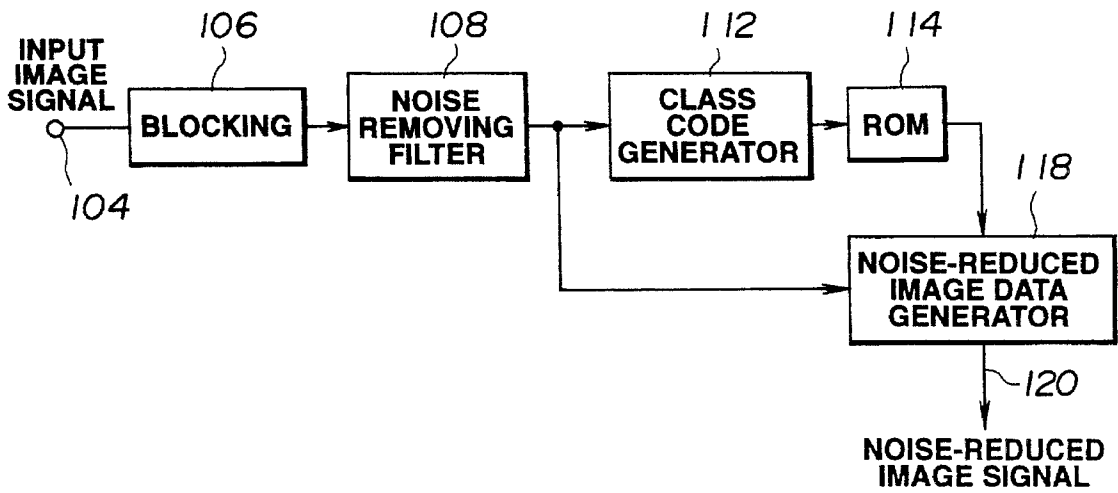 106
108
112
114
INPUT
IMAGE
SIGNAL
BLOCKING
NOISE
REMOVING
FILTER
CLASS
CODE
GENERATOR
ROM
104
118
NOISE-REDUCED
IMAGE DATA
GENERATOR
120
NOISE-REDUCED
IMAGE SIGNAL